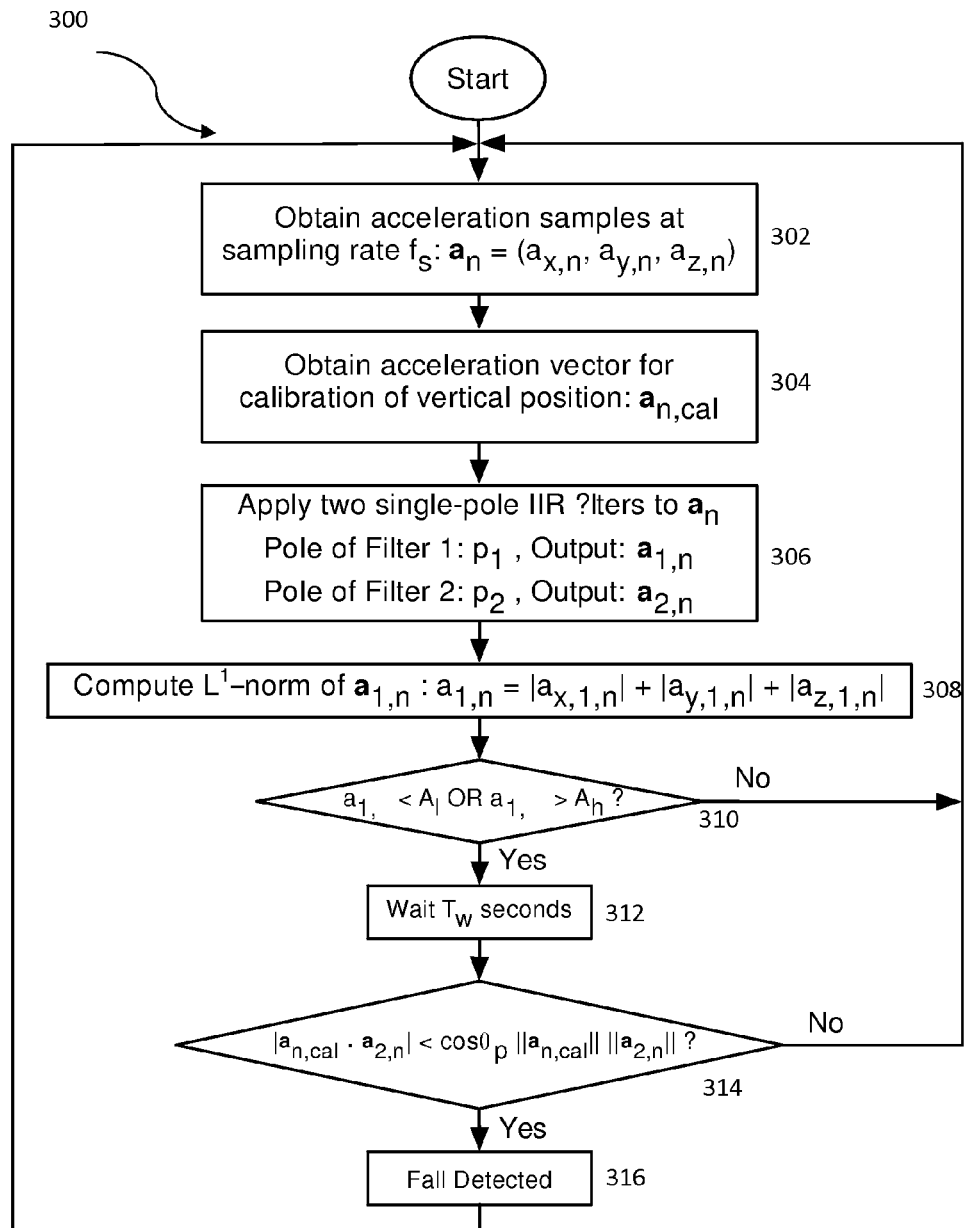 300
Start
Obtain acceleration samples at
sampling rate fs: an = (ax,n, ay,n, az,n)
302
Obtain acceleration vector for
calibration of vertical position: an,cal
304
Apply two single-pole IIR ?lters to an
Pole of Filter 1: p1 , Output: a1,n
Pole of Filter 2: p2 , Output: a2,n
306
Compute L¹–norm of a1,n : a1,n = |ax,1,n| + |ay,1,n| + |az,1,n|
308
a1, < Al OR a1, > Ah ?
No
310
Yes
Wait Tw seconds
312
|an,cal . a2,n| < cosθp ||an,cal|| ||a2,n|| ?
No
314
Yes
Fall Detected
316